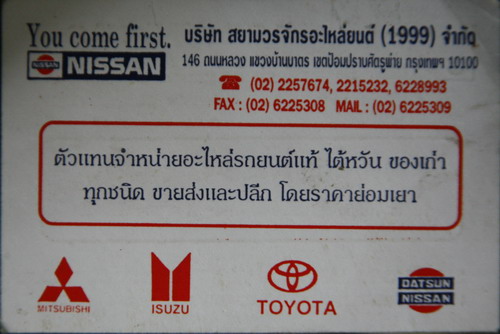 You come first.
NISSAN
NISSAN
บริษัท สยามวรจักรอะไหล่ยนต์ (1999) จำกัด
146 ถนนหลวง แขวงบ้านบาตร เขตป้อมปราบศัตรูพ่าย กรุงเทพฯ 10100
☎ (02) 2257674, 2215232, 6228993
FAX : (02) 6225308 MAIL : (02) 6225309
ตัวแทนจำหน่ายอะไหล่รถยนต์แท้ ไต้หวัน ของเก่า
ทุกชนิด ขายส่งและปลีก โดยราคาย่อมเยา
MITSUBISHI
ISUZU
TOYOTA
DATSUN
NISSAN